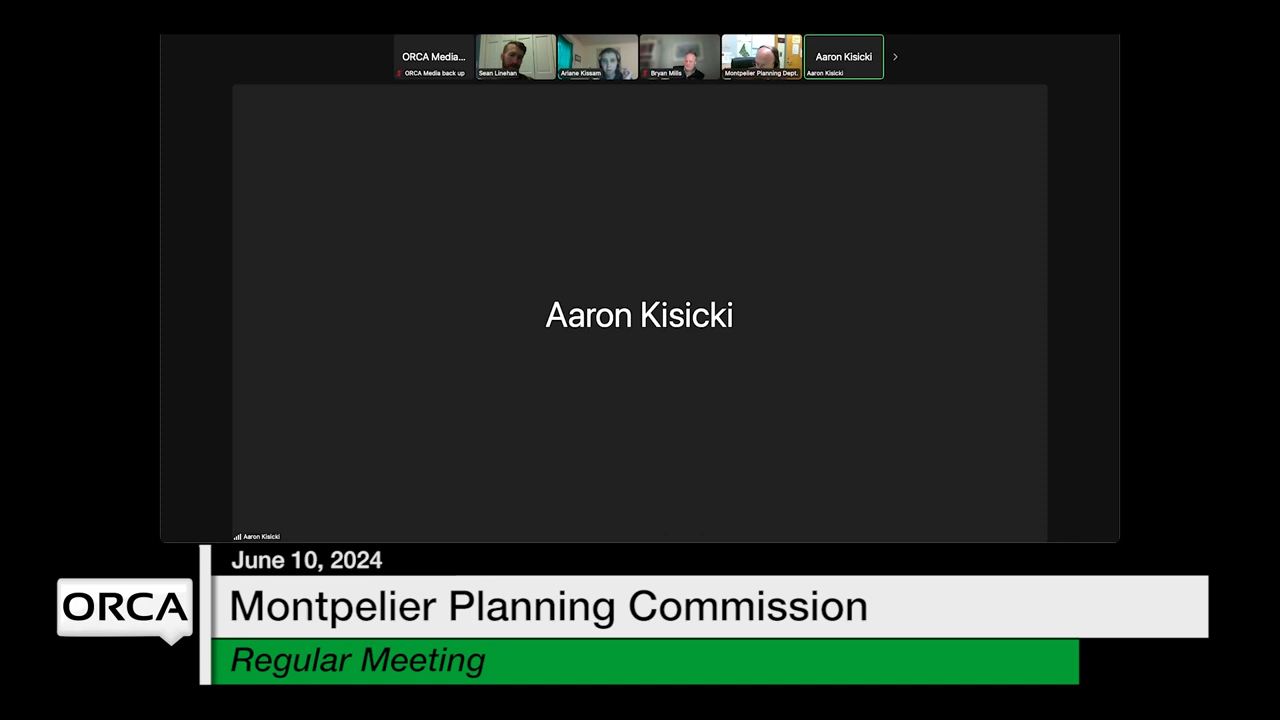 ORCA Media...
ORCA Media back up
Sean Linehan
Ariane Kissam
Bryan Mills
Montpelier Planning Dept.
Aaron Kisicki
Aaron Kisicki
Aaron Kisicki
Aaron Kisicki
June 10, 2024
ORCA
Montpelier Planning Commission
Regular Meeting